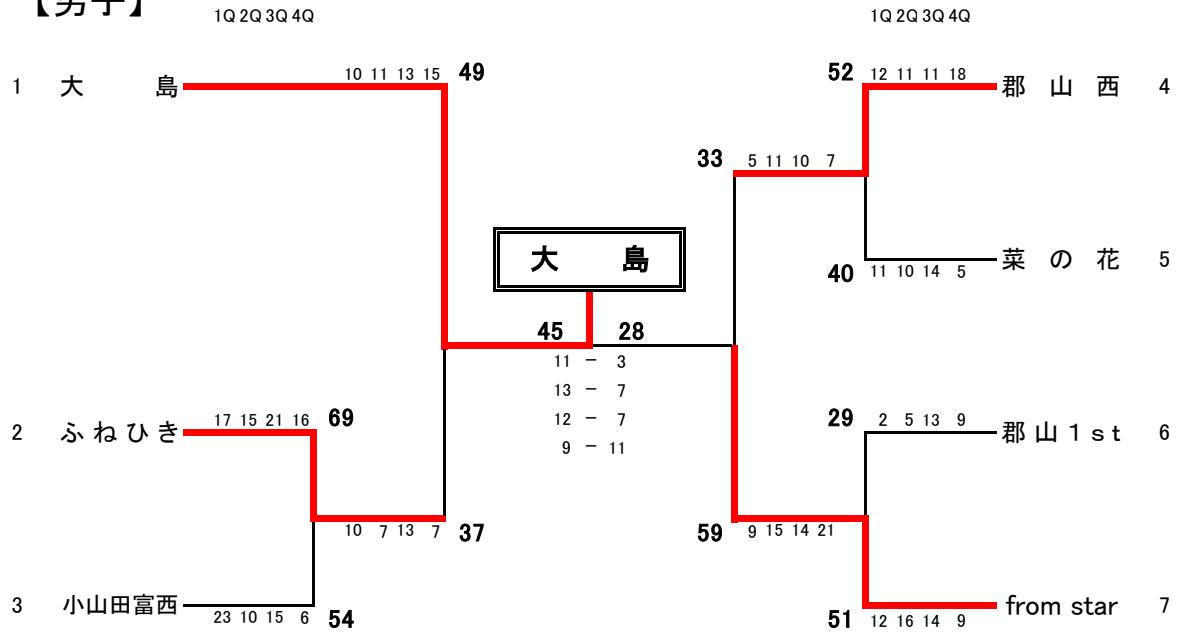 【男子】
1Q 2Q 3Q 4Q
1Q 2Q 3Q 4Q
1 大 島 10 11 13 15 49
52 12 11 11 18 郡 山 西 4
33 5 11 10 7
大 島
40 11 10 14 5 菜 の 花 5
45 28
11 － 3
13 － 7
12 － 7
9 － 11
2 ふ ね ひ き 17 15 21 16 69
29 2 5 13 9 郡 山 1 s t 6
10 7 13 7 37
59 9 15 14 21
3 小山田富西 23 10 15 6 54
51 12 16 14 9 from star 7